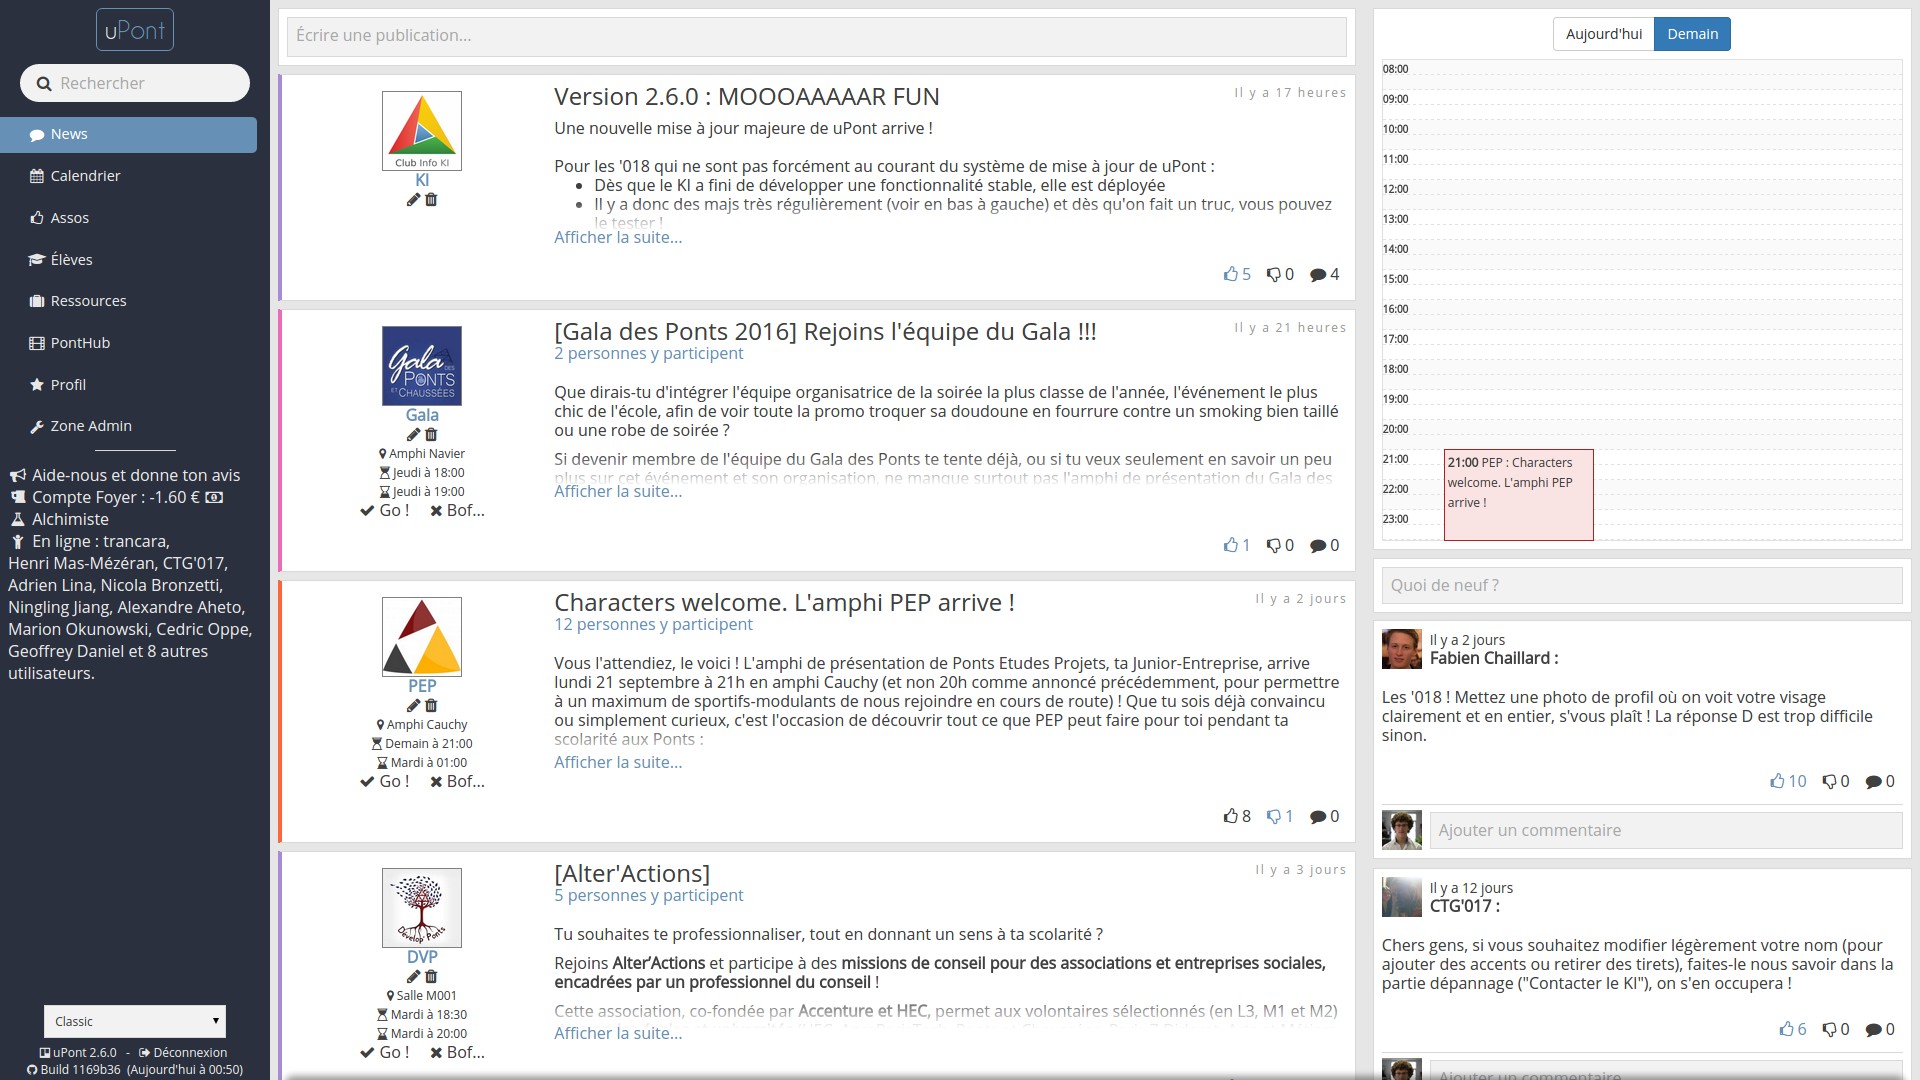 uPont
Rechercher
News
Calendrier
Assos
Élèves
Ressources
PontHub
Profil
Zone Admin
Aide-nous et donne ton avis
Compte Foyer : -1.60 €
Alchimiste
En ligne : trancara,
Henri Mas-Mézéran, CTG'017,
Adrien Lina, Nicola Bronzetti,
Ningling Jiang, Alexandre Aheto,
Marion Okunowski, Cedric Oppe,
Geoffrey Daniel et 8 autres
utilisateurs.
Classic
uPont 2.6.0 - Déconnexion
Build 1169b36 (Aujourd'hui à 00:50)
Écrire une publication...
Club Info KI
KI
Version 2.6.0 : MOOOAAAAAR FUN
Il y a 17 heures
Une nouvelle mise à jour majeure de uPont arrive !
Pour les '018 qui ne sont pas forcément au courant du système de mise à jour de uPont :
Dès que le KI a fini de développer une fonctionnalité stable, elle est déployée
Il y a donc des majs très régulièrement (voir en bas à gauche) et dès qu'on fait un truc, vous pouvez
le tester !
Afficher la suite...
5 0 4
Gala DES
PONTS
ET CHAUSSÉES
Gala
Amphi Navier
Jeudi à 18:00
Jeudi à 19:00
Go ! Bof...
[Gala des Ponts 2016] Rejoins l'équipe du Gala !!!
Il y a 21 heures
2 personnes y participent
Que dirais-tu d'intégrer l'équipe organisatrice de la soirée la plus classe de l'année, l'événement le plus
chic de l'école, afin de voir toute la promo troquer sa doudoune en fourrure contre un smoking bien taillé
ou une robe de soirée ?
Si devenir membre de l'équipe du Gala des Ponts te tente déjà, ou si tu veux seulement en savoir un peu
plus sur cet événement et son organisation, ne manque surtout pas l'amphi de présentation du Gala des
Afficher la suite...
1 0 0
PEP
Amphi Cauchy
Demain à 21:00
Mardi à 01:00
Go ! Bof...
Characters welcome. L'amphi PEP arrive !
Il y a 2 jours
12 personnes y participent
Vous l'attendiez, le voici ! L'amphi de présentation de Ponts Etudes Projets, ta Junior-Entreprise, arrive
lundi 21 septembre à 21h en amphi Cauchy (et non 20h comme annoncé précédemment, pour permettre
à un maximum de sportifs-modulants de nous rejoindre en cours de route) ! Que tu sois déjà convaincu
ou simplement curieux, c'est l'occasion de découvrir tout ce que PEP peut faire pour toi pendant ta
scolarité aux Ponts :
Afficher la suite...
8 1 0
Dévelop'Ponts
DVP
Salle M001
Mardi à 18:30
Mardi à 20:00
Go ! Bof...
[Alter'Actions]
Il y a 3 jours
5 personnes y participent
Tu souhaites te professionnaliser, tout en donnant un sens à ta scolarité ?
Rejoins Alter’Actions et participe à des missions de conseil pour des associations et entreprises sociales,
encadrées par un professionnel du conseil !
Cette association, co-fondée par Accenture et HEC, permet aux volontaires sélectionnés (en L3, M1 et M2)
Afficher la suite...
Aujourd'hui Demain
08:00
09:00
10:00
11:00
12:00
13:00
14:00
15:00
16:00
17:00
18:00
19:00
20:00
21:00
22:00
23:00
21:00 PEP : Characters
welcome. L'amphi PEP
arrive !
Quoi de neuf ?
Il y a 2 jours
Fabien Chaillard :
Les '018 ! Mettez une photo de profil où on voit votre visage
clairement et en entier, s'vous plaît ! La réponse D est trop difficile
sinon.
10 0 0
Ajouter un commentaire
Il y a 12 jours
CTG'017 :
Chers gens, si vous souhaitez modifier légèrement votre nom (pour
ajouter des accents ou retirer des tirets), faites-le nous savoir dans la
partie dépannage ("Contacter le KI"), on s'en occupera !
6 0 0
Ajouter un commentaire